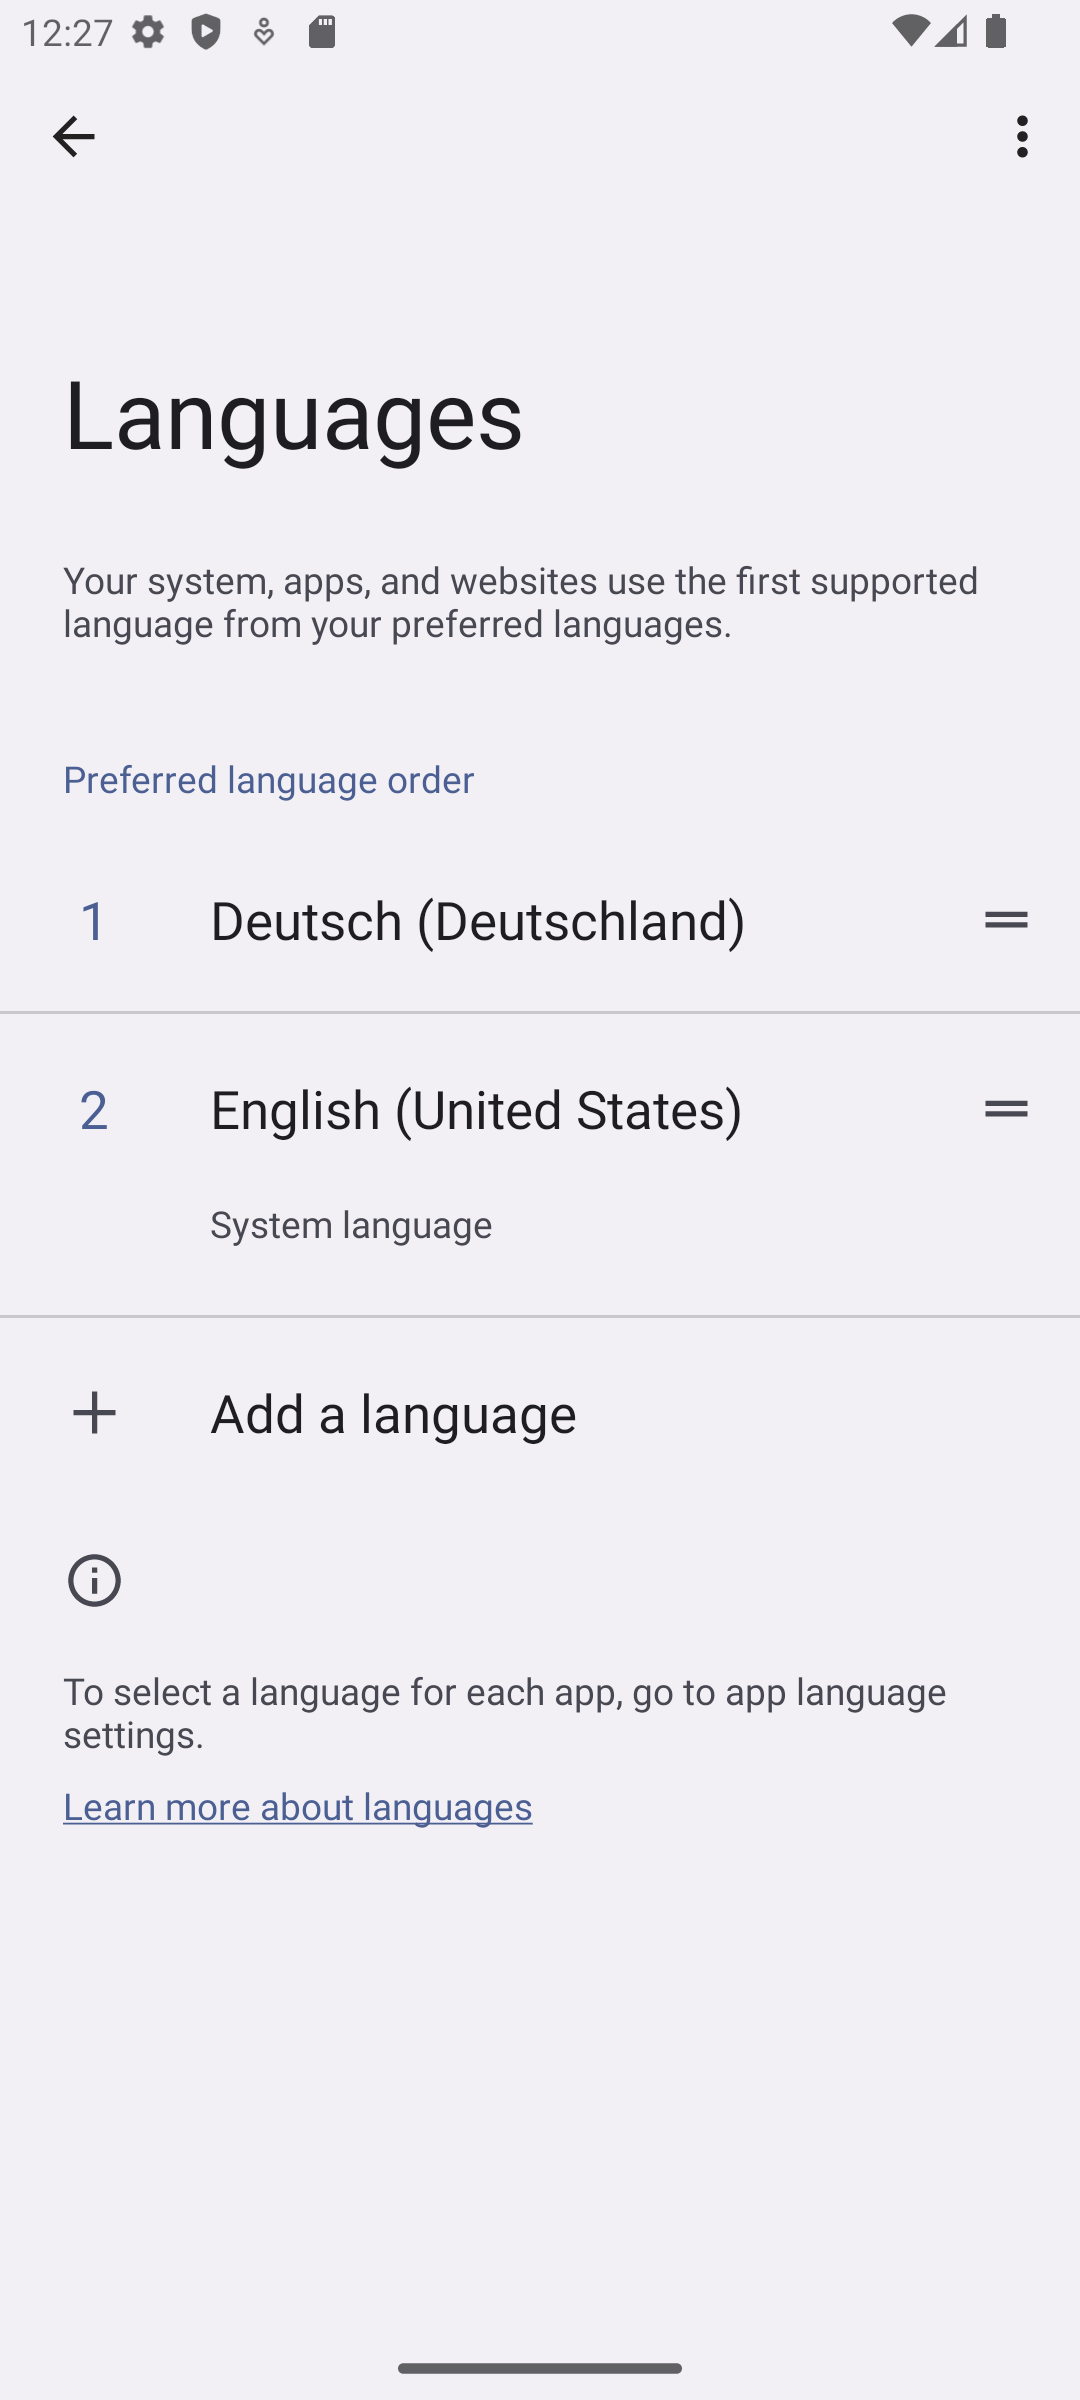 12:27
Languages
Your system, apps, and websites use the first supported
language from your preferred languages.
Preferred language order
1 Deutsch (Deutschland)
2 English (United States)
System language
Add a language
To select a language for each app, go to app language
settings.
Learn more about languages